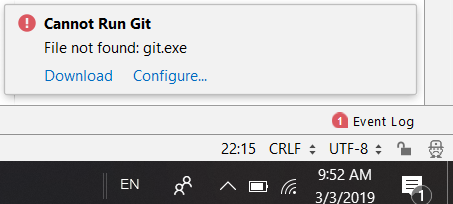 Cannot Run Git
File not found: git.exe
Download Configure...
1 Event Log
22:15 CRLF UTF-8
EN
9:52 AM
3/3/2019
1